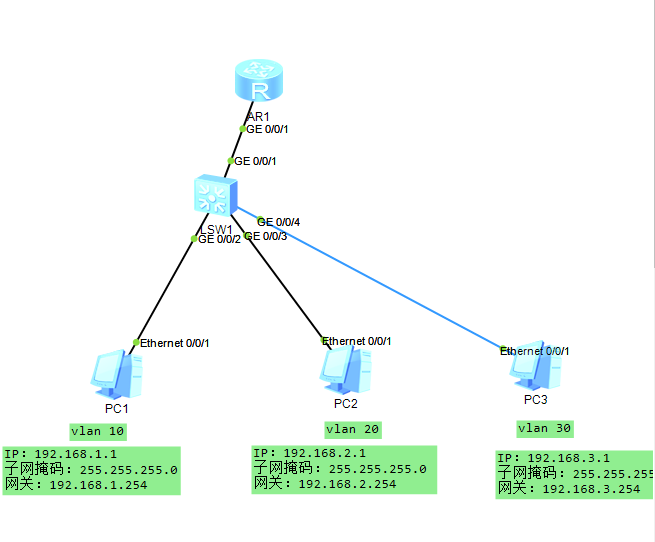 R
AR1
GE 0/0/1
GE 0/0/1
LSW1
GE 0/0/4
GE 0/0/2
GE 0/0/3
Ethernet 0/0/1
Ethernet 0/0/1
Ethernet 0/0/1
PC1
PC2
PC3
vlan 10
vlan 20
vlan 30
IP: 192.168.1.1
子网掩码: 255.255.255.0
网关: 192.168.1.254
IP: 192.168.2.1
子网掩码: 255.255.255.0
网关: 192.168.2.254
IP: 192.168.3.1
子网掩码: 255.255.255
网关: 192.168.3.254